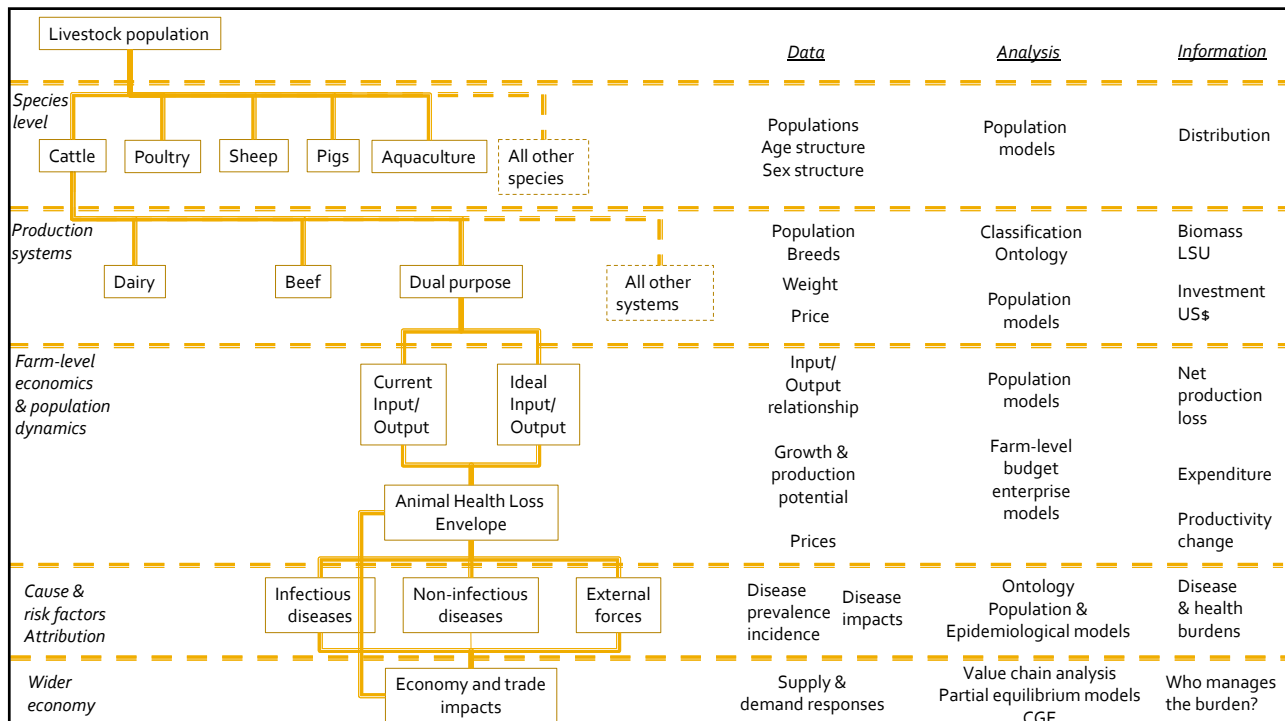 Livestock population
Data
Analysis
Information
Species
level
Cattle
Poultry
Sheep
Pigs
Aquaculture
All other
species
Populations
Age structure
Sex structure
Population
models
Distribution
Production
systems
Dairy
Beef
Dual purpose
All other
systems
Population
Breeds
Weight
Price
Classification
Ontology
Population
models
Biomass
LSU
Investment
US$
Farm-level
economics
& population
dynamics
Current
Input/
Output
Ideal
Input/
Output
Animal Health Loss
Envelope
Input/
Output
relationship
Growth &
production
potential
Prices
Population
models
Farm-level
budget
enterprise
models
Net
production
loss
Expenditure
Productivity
change
Cause &
risk factors
Attribution
Infectious
diseases
Non-infectious
diseases
External
forces
Disease
prevalence
incidence
Disease
impacts
Ontology
Population &
Epidemiological models
Disease
& health
burdens
Wider
economy
Economy and trade
impacts
Supply &
demand responses
Value chain analysis
Partial equilibrium models
CGE
Who manages
the burden?